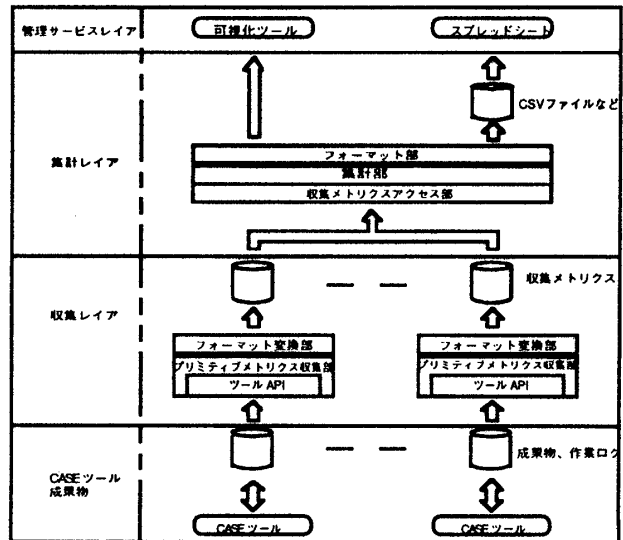 管理サービスレイア
可視化ツール
スプレッドシート
CSVファイルなど
集計レイア
フォーマット部
集計部
収集メトリクスアクセス部
収集メトリクス
収集レイア
フォーマット変換部
フォーマット変換部
プリミティブメトリクス収集部
プリミティブメトリクス収集部
ツール API
ツール API
成果物、作業ログ
CASEツール
成果物
CASEツール
CASEツール